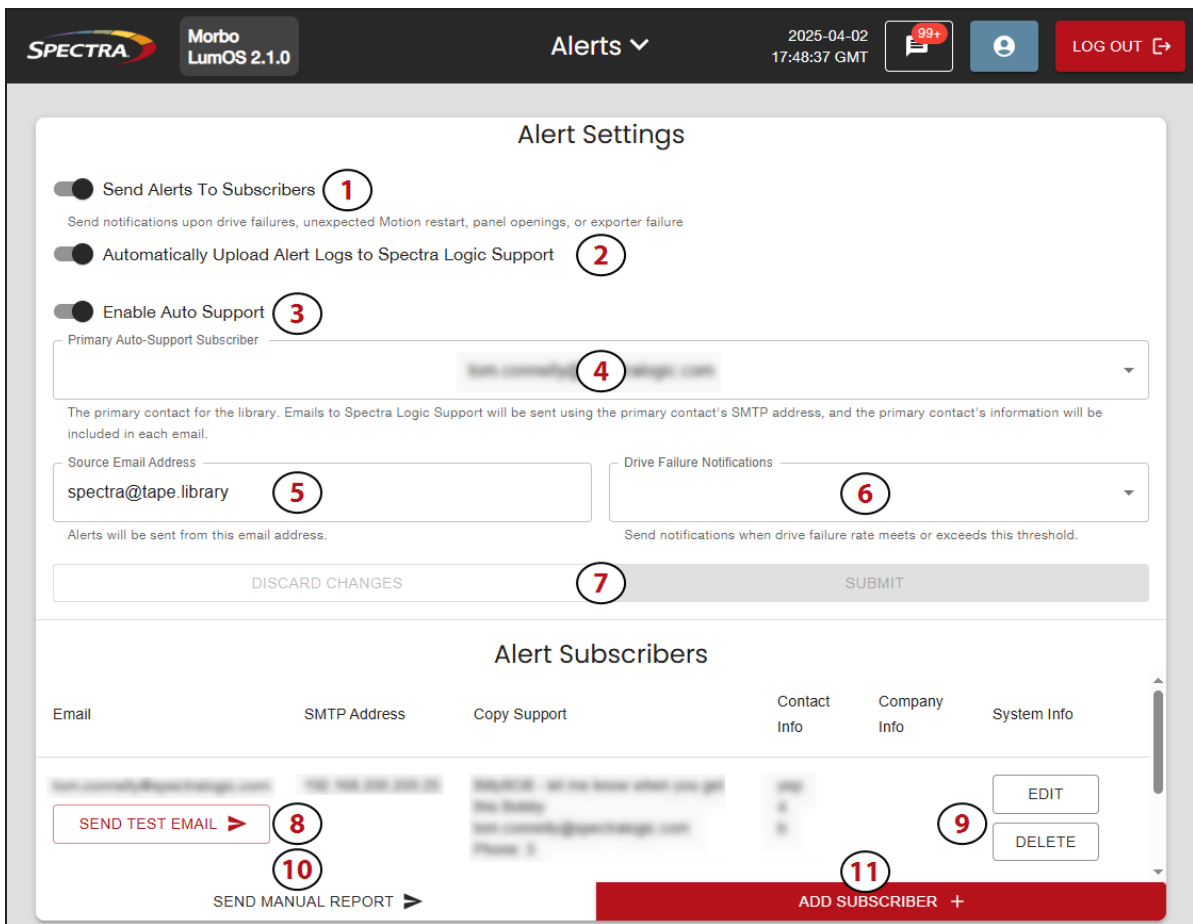 SPECTRA
Morbo
LumOS 2.1.0
Alerts
2025-04-02
17:48:37 GMT
99+
LOG OUT
Alert Settings
Send Alerts To Subscribers
1
Send notifications upon drive failures, unexpected Motion restart, panel openings, or exporter failure
Automatically Upload Alert Logs to Spectra Logic Support
2
Enable Auto Support
3
Primary Auto-Support Subscriber
4
The primary contact for the library. Emails to Spectra Logic Support will be sent using the primary contact's SMTP address, and the primary contact's information will be
included in each email.
Source Email Address
spectra@tape.library
5
Alerts will be sent from this email address.
Drive Failure Notifications
6
Send notifications when drive failure rate meets or exceeds this threshold.
DISCARD CHANGES
7
SUBMIT
Alert Subscribers
Email
SMTP Address
Copy Support
Contact
Info
Company
Info
System Info
SEND TEST EMAIL
8
9
EDIT
DELETE
10
SEND MANUAL REPORT
11
ADD SUBSCRIBER +